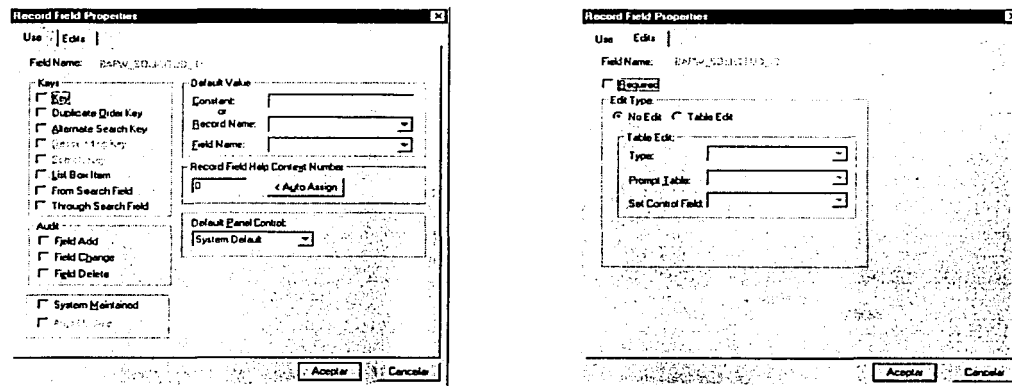 Record Field Properties
Use Edits
Field Name:
Keys
Key
Duplicate Order Key
Alternate Search Key
List Box Item
From Search Field
Through Search Field
Audit
Field Add
Field Change
Field Delete
System Maintained
Default Value
Constant:
or
Record Name:
Field Name:
Record Field Help Context Number
0 < Auto Assign
Default Panel Control:
System Default
Aceptar Cancelar
Record Field Properties
Use Edits
Field Name:
Required
Edit Type
No Edit Table Edit
Table Edit
Type:
Prompt Table:
Set Control Field:
Aceptar Cancelar